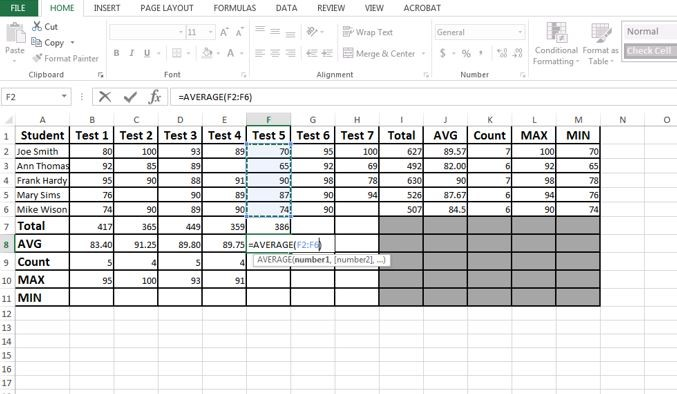 FILE HOME INSERT PAGE LAYOUT FORMULAS DATA REVIEW VIEW ACROBAT
Paste
Cut
Copy
Format Painter
Clipboard
11 A A
B I U A
Font
Wrap Text
Merge & Center
Alignment
General
$ % ,
Number
Conditional Formatting
Format as Table
Normal
Check Cell
F2 fx =AVERAGE(F2:F6)
A B C D E F G H I J K L M N O
1 Student Test 1 Test 2 Test 3 Test 4 Test 5 Test 6 Test 7 Total AVG Count MAX MIN
2 Joe Smith 80 100 93 89 70 95 100 627 89.57 7 100 70
3 Ann Thomas 92 85 89 65 92 69 492 82.00 6 92 65
4 Frank Hardy 95 90 88 91 90 98 78 630 90 7 98 78
5 Mary Sims 76 90 89 87 90 94 526 87.67 6 94 76
6 Mike Wison 74 90 89 90 74 90 507 84.5 6 90 74
7 Total 417 365 449 359 386
8 AVG 83.40 91.25 89.80 89.75 =AVERAGE(F2:F6)
AVERAGE(number1, [number2], ...)
9 Count 5 4 5 4
10 MAX 95 100 93 91
11 MIN
12
13
14
15
16
17